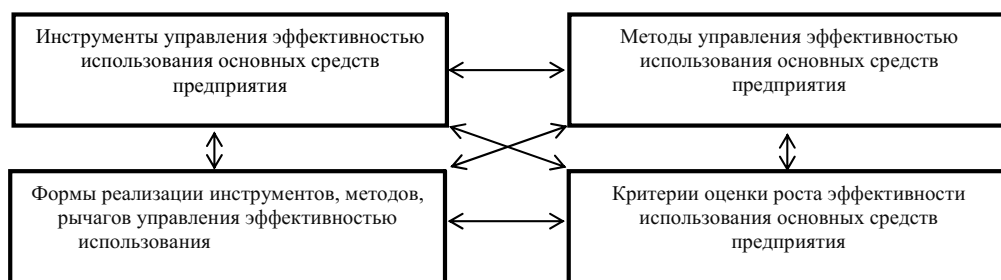 Инструменты управления эффективностью
использования основных средств
предприятия
Методы управления эффективностью
использования основных средств
предприятия
Формы реализации инструментов, методов,
рычагов управления эффективностью
использования
Критерии оценки роста эффективности
использования основных средств
предприятия